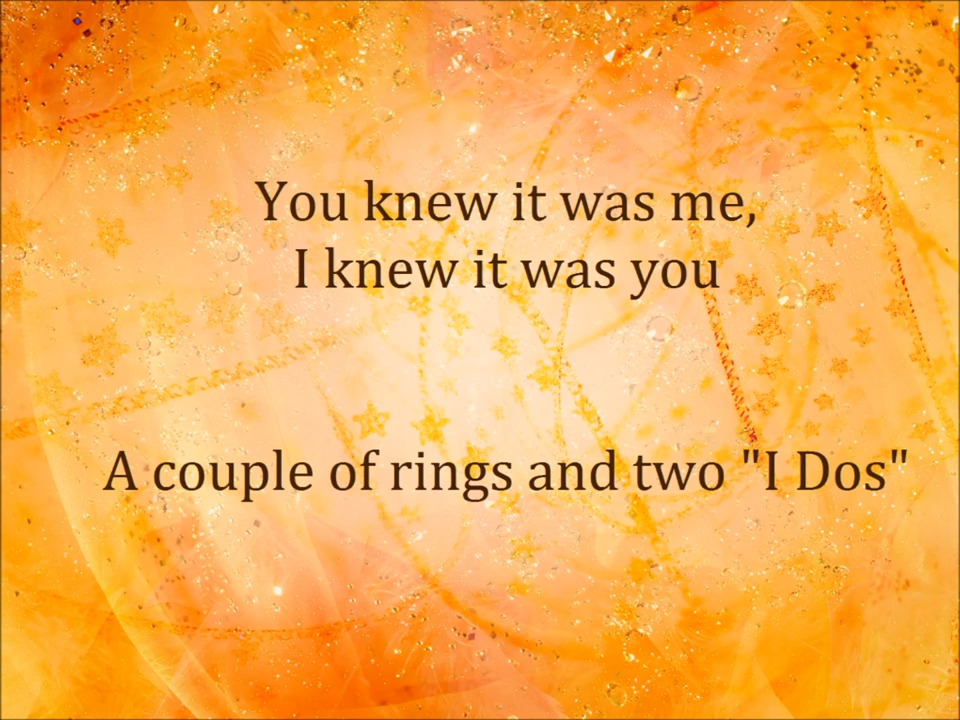 You knew it was me,
I knew it was you
A couple of rings and two "I Dos"